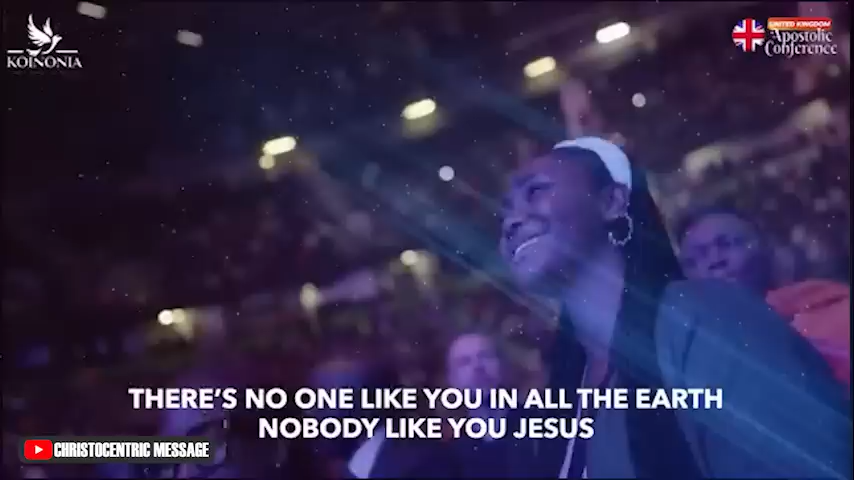 KOINONIA
UNITED KINGDOM
Apostolic
Conference
THERE'S NO ONE LIKE YOU IN ALL THE EARTH
NOBODY LIKE YOU JESUS
CHRISTOCENTRIC MESSAGE